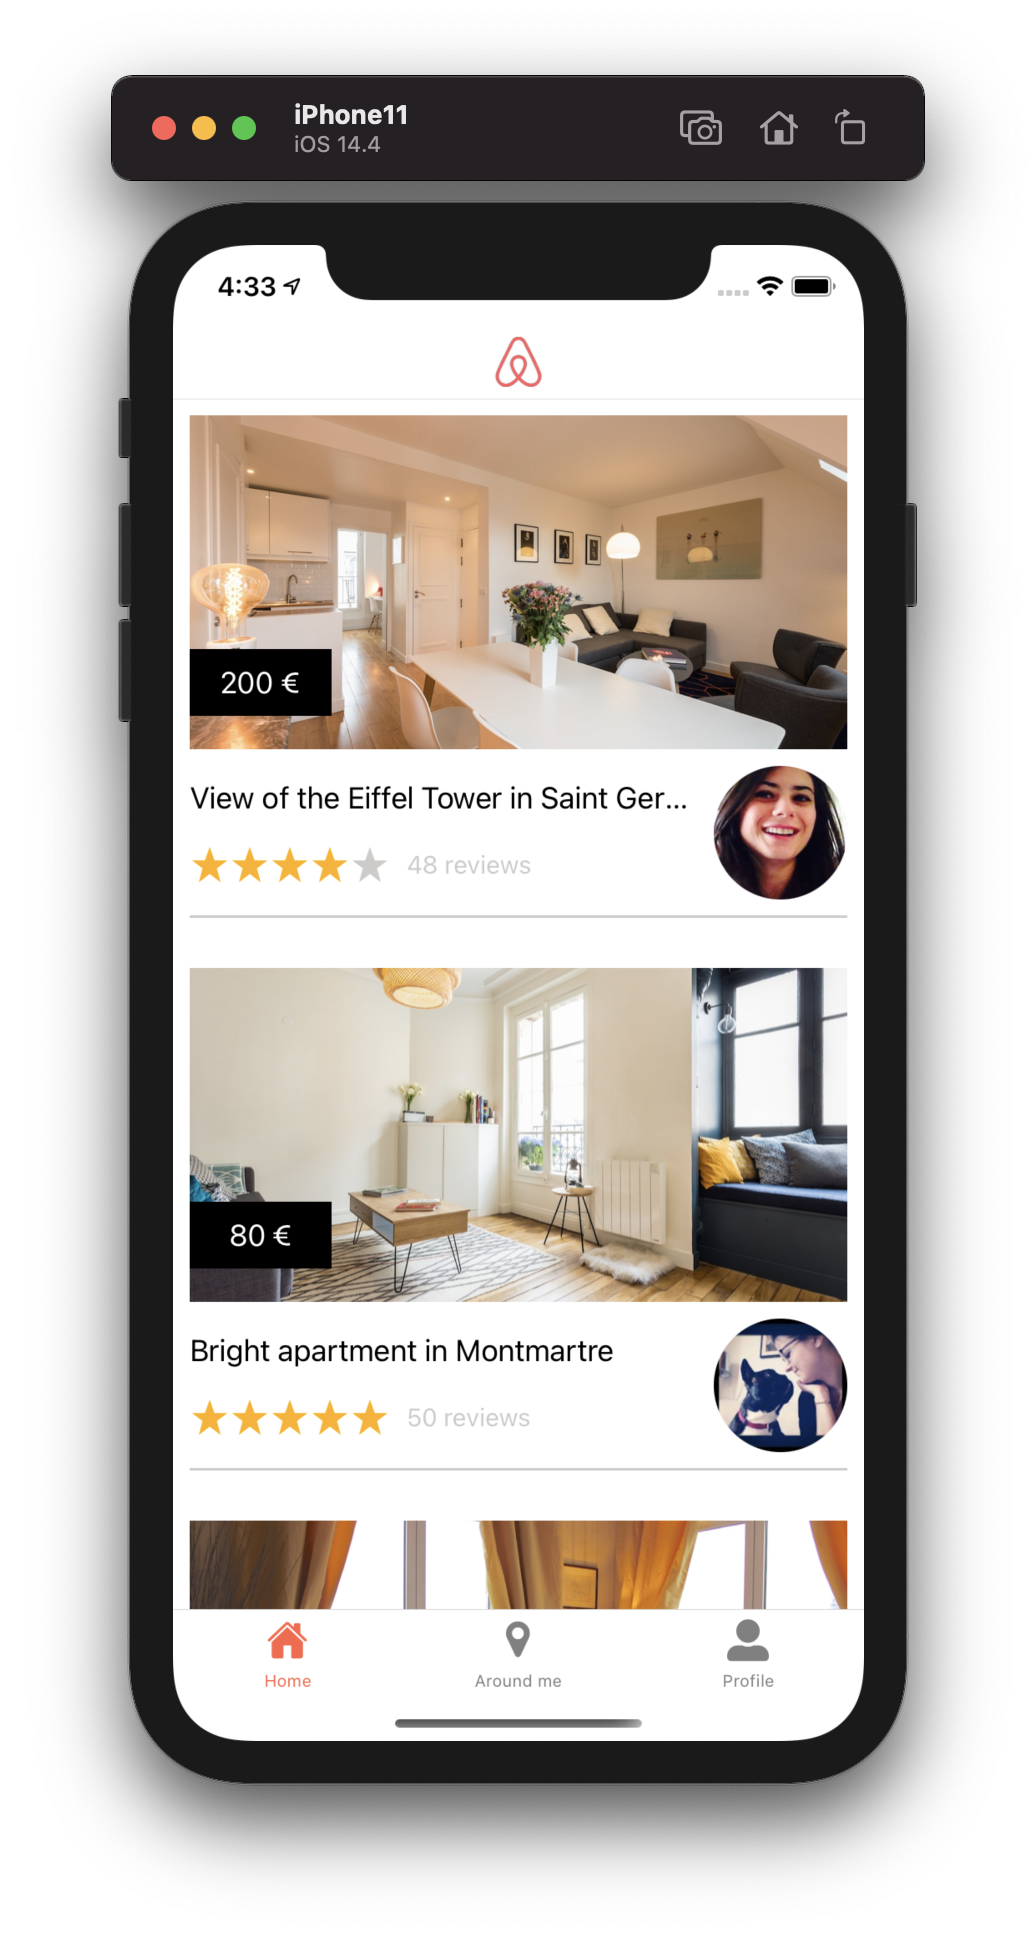 iPhone11
iOS 14.4
4:33
200 €
View of the Eiffel Tower in Saint Ger...
48 reviews
80 €
Bright apartment in Montmartre
50 reviews
Home
Around me
Profile